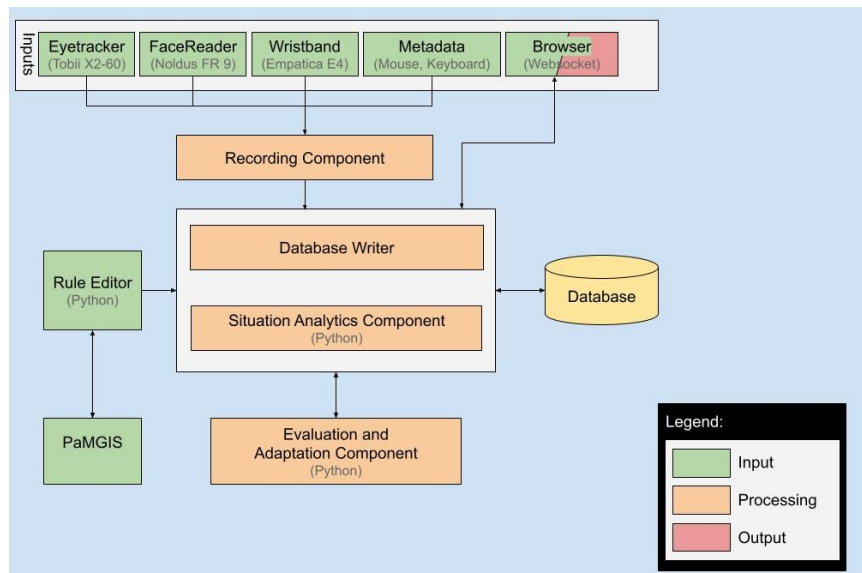 Inputs
Eyetracker
(Tobii X2-60)
FaceReader
(Noldus FR 9)
Wristband
(Empatica E4)
Metadata
(Mouse, Keyboard)
Browser
(Websocket)
Recording Component
Database Writer
Rule Editor
(Python)
Database
Situation Analytics Component
(Python)
PaMGIS
Evaluation and
Adaptation Component
(Python)
Legend:
Input
Processing
Output